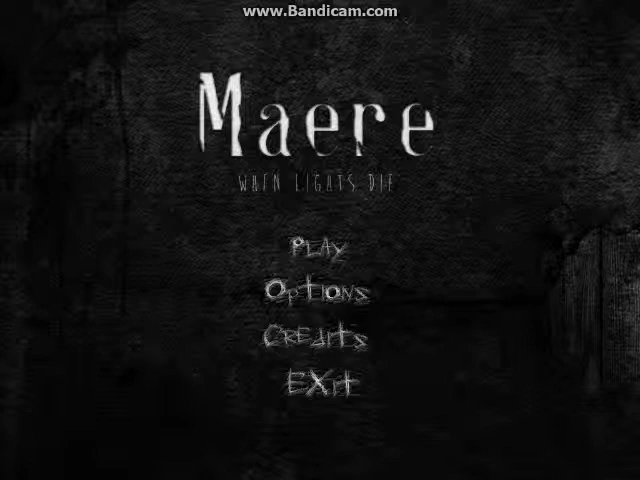 www.Bandicam.com
Maere
WHEN LIGHTS DIE
PLAY
OPtIONS
CREditS
EXit